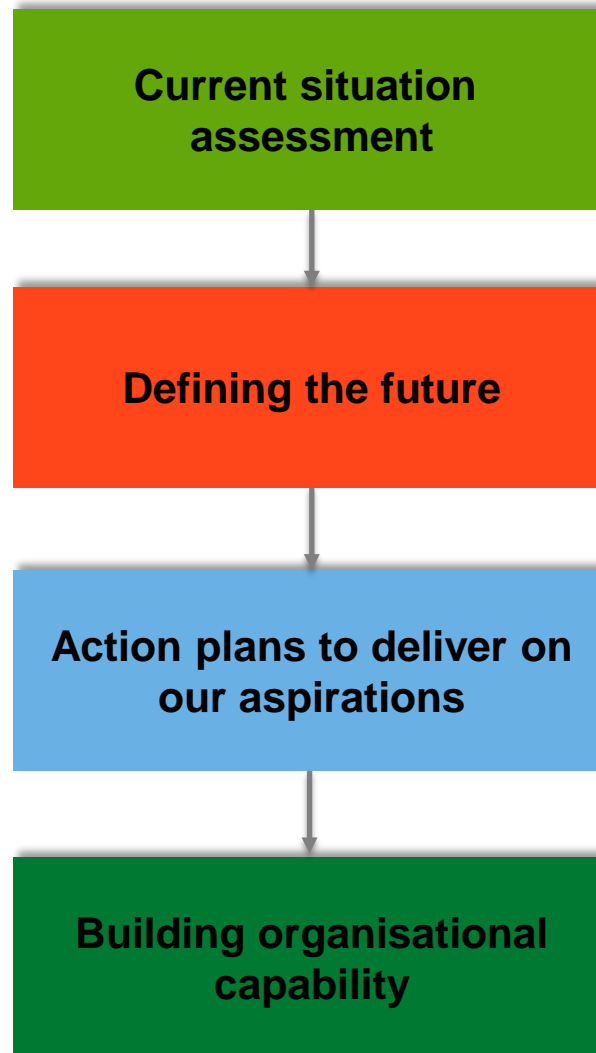 Current situation
assessment
Defining the future
Action plans to deliver on
our aspirations
Building organisational
capability